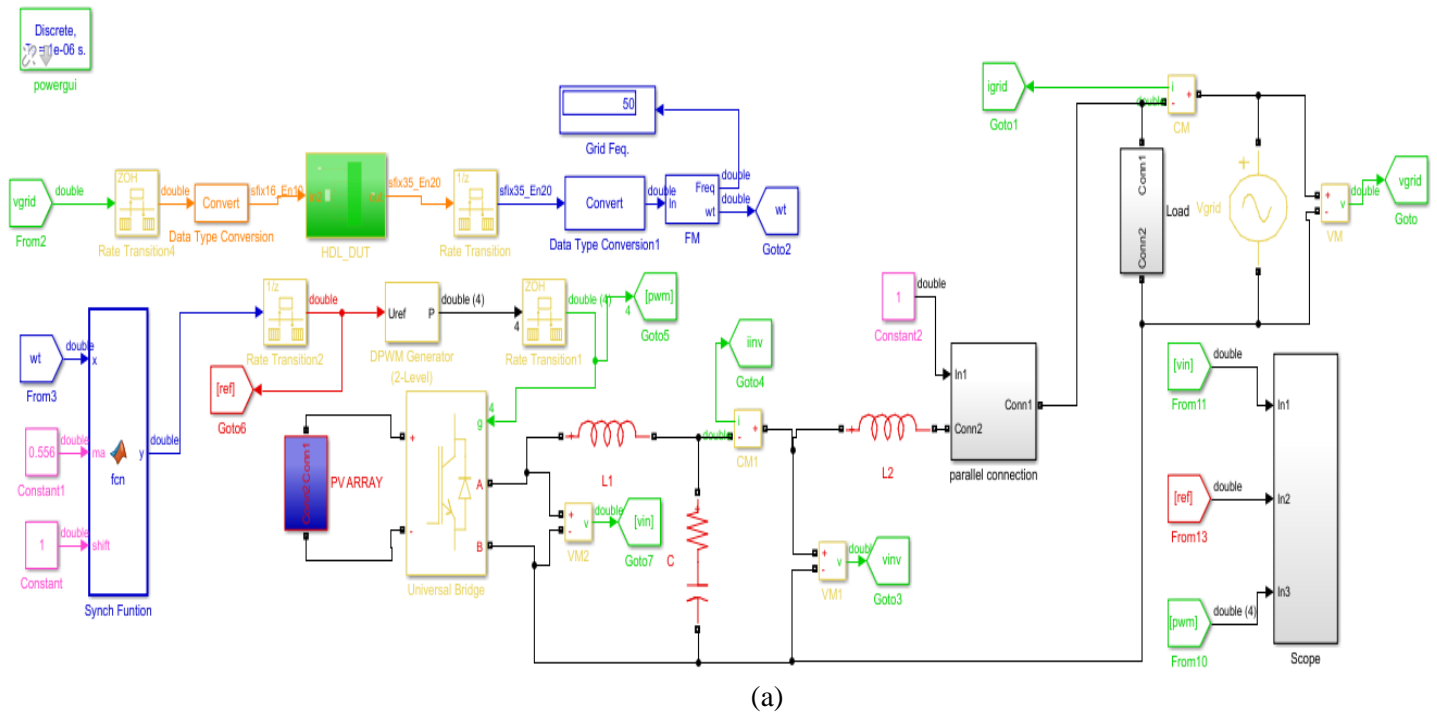 Discrete,
1e-06 s.
powergui
vgrid
From2
double
ZOH
Rate Transition4
double
Convert
Data Type Conversion
sfix16_En10
HDL_DUT
sfix35_En20
1/z
Rate Transition
sfix35_En20
Convert
Data Type Conversion1
double
In
Freq
wt
FM
50
Grid Feq.
double
wt
Goto2
igrid
Goto1
double
i
+
-
CM
Conn1
Conn2
Load
+
Vgrid
+
-
v
VM
double
vgrid
Goto
wt
From3
double
0.556
Constant1
double
1
Constant
double
x
ma
shift
fcn
y
Synch Funtion
double
1/z
Rate Transition2
double
[ref]
Goto6
Uref
P
DPWM Generator
(2-Level)
double (4)
4
ZOH
Rate Transition1
double (4)
4
[pwm]
Goto5
Conn1
PV ARRAY
4
g
+
-
A
B
Universal Bridge
+
L1
+
-
v
VM2
double
[vin]
Goto7
+
C
iinv
Goto4
double
i
+
-
CM1
+
L2
+
-
v
VM1
double
vinv
Goto3
1
Constant2
double
In1
Conn2
Conn1
parallel connection
[vin]
From11
double
[ref]
From13
double
[pwm]
From10
double (4)
In1
In2
In3
Scope
(a)